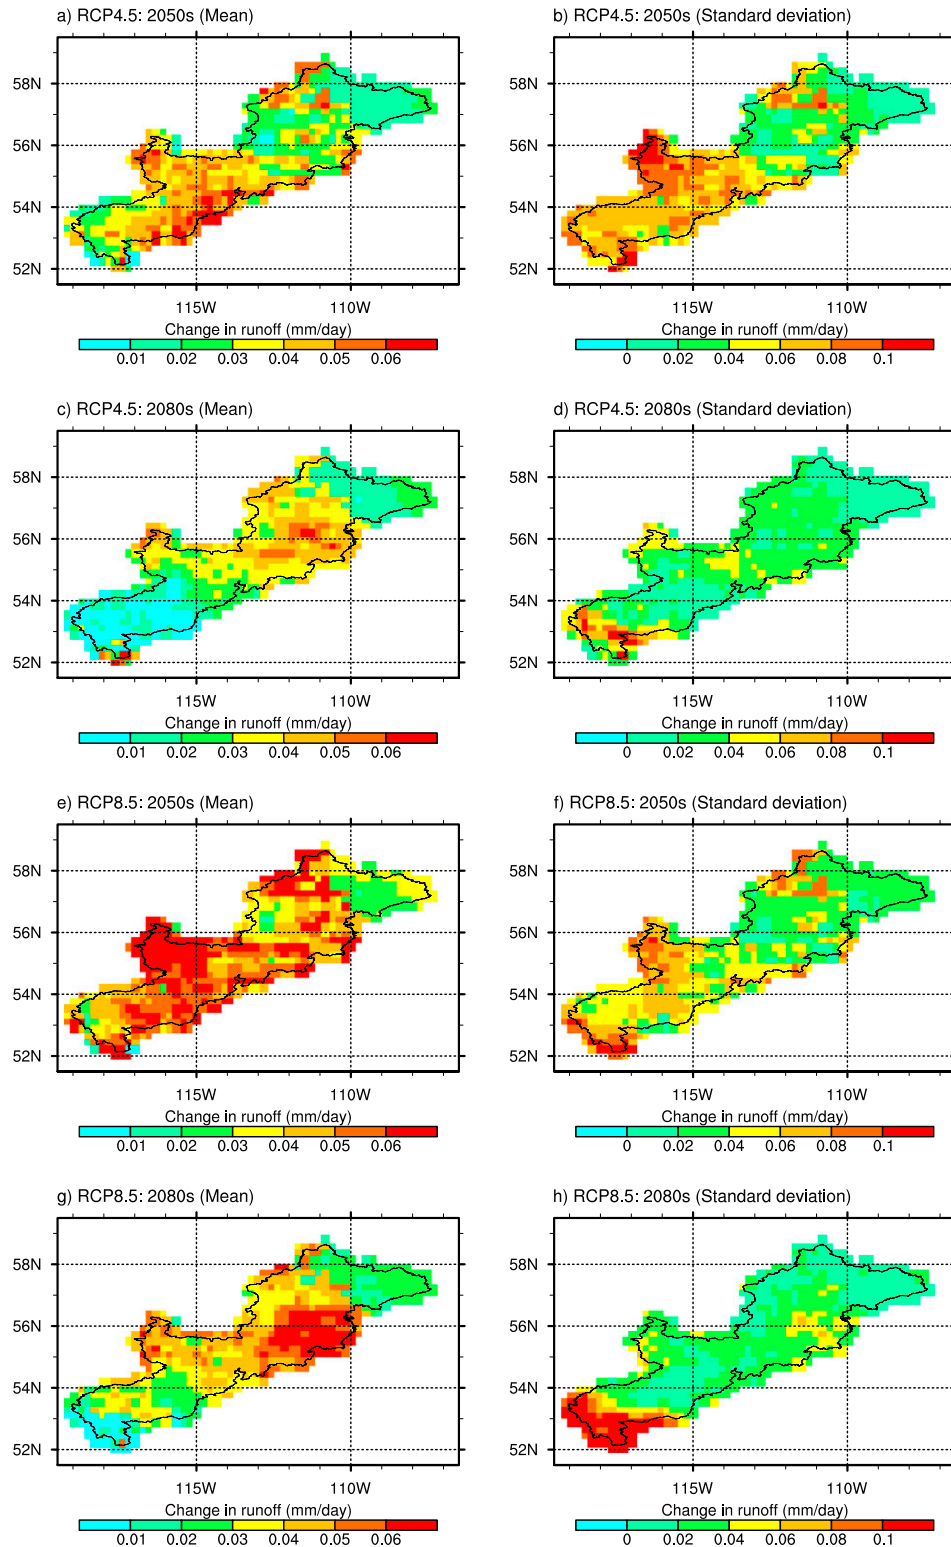 a) RCP4.5: 2050s (Mean)
58N
56N
54N
52N
115W 110W
Change in runoff (mm/day)
0.01 0.02 0.03 0.04 0.05 0.06
b) RCP4.5: 2050s (Standard deviation)
58N
56N
54N
52N
115W 110W
Change in runoff (mm/day)
0 0.02 0.04 0.06 0.08 0.1
c) RCP4.5: 2080s (Mean)
58N
56N
54N
52N
115W 110W
Change in runoff (mm/day)
0.01 0.02 0.03 0.04 0.05 0.06
d) RCP4.5: 2080s (Standard deviation)
58N
56N
54N
52N
115W 110W
Change in runoff (mm/day)
0 0.02 0.04 0.06 0.08 0.1
e) RCP8.5: 2050s (Mean)
58N
56N
54N
52N
115W 110W
Change in runoff (mm/day)
0.01 0.02 0.03 0.04 0.05 0.06
f) RCP8.5: 2050s (Standard deviation)
58N
56N
54N
52N
115W 110W
Change in runoff (mm/day)
0 0.02 0.04 0.06 0.08 0.1
g) RCP8.5: 2080s (Mean)
58N
56N
54N
52N
115W 110W
Change in runoff (mm/day)
0.01 0.02 0.03 0.04 0.05 0.06
h) RCP8.5: 2080s (Standard deviation)
58N
56N
54N
52N
115W 110W
Change in runoff (mm/day)
0 0.02 0.04 0.06 0.08 0.1